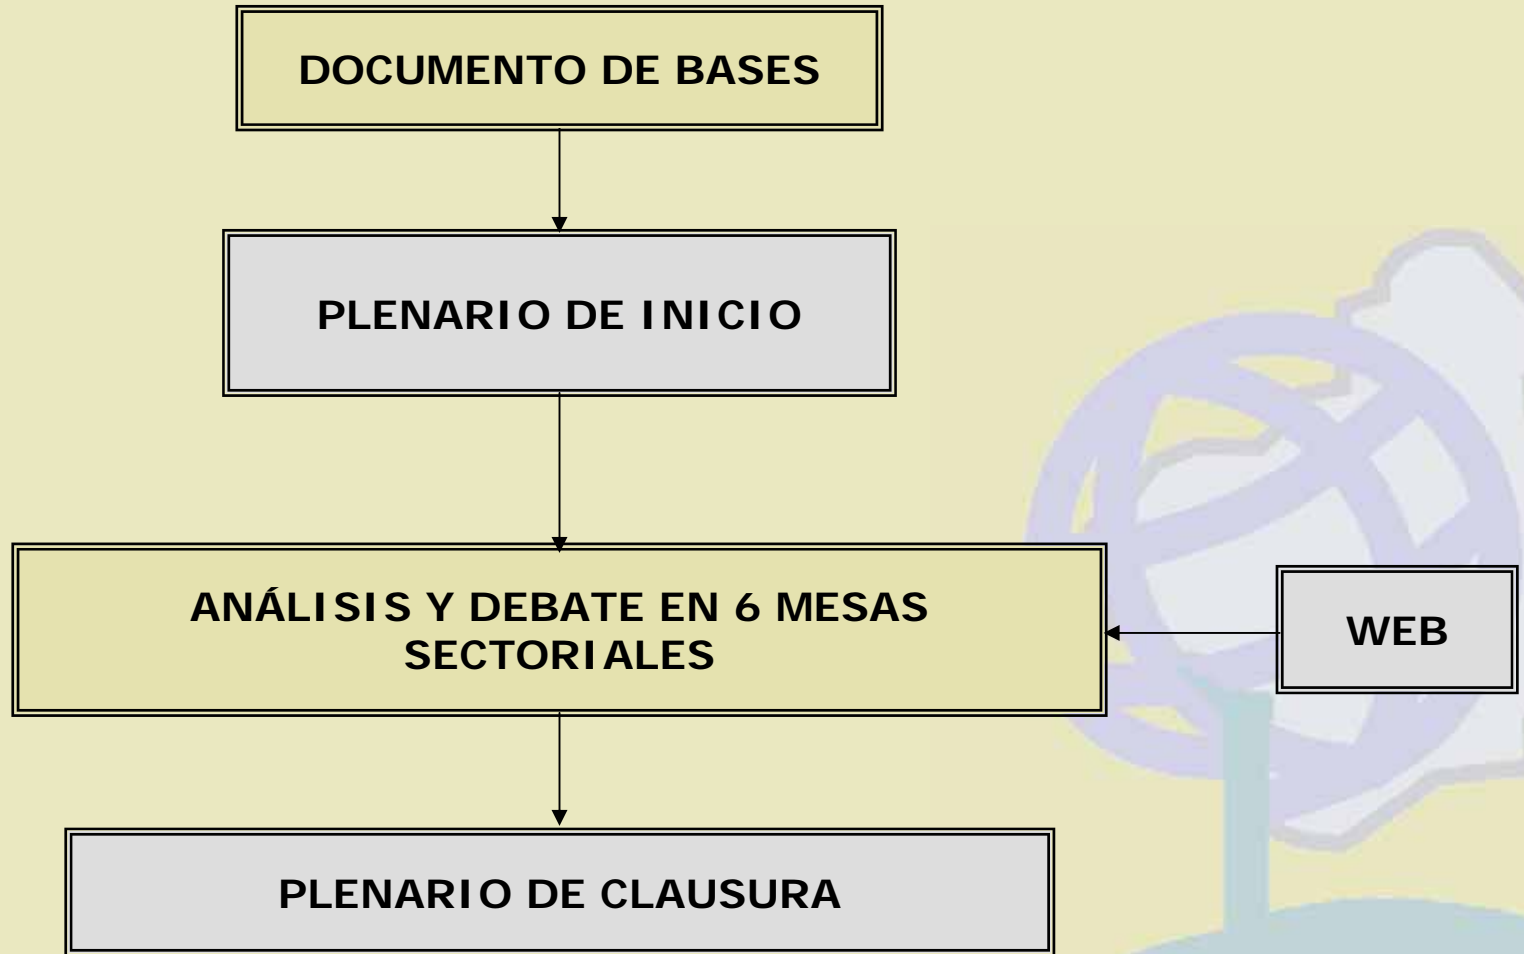 DOCUMENTO DE BASES
PLENARIO DE INICIO
ANÁLISIS Y DEBATE EN 6 MESAS
SECTORIALES
WEB
PLENARIO DE CLAUSURA